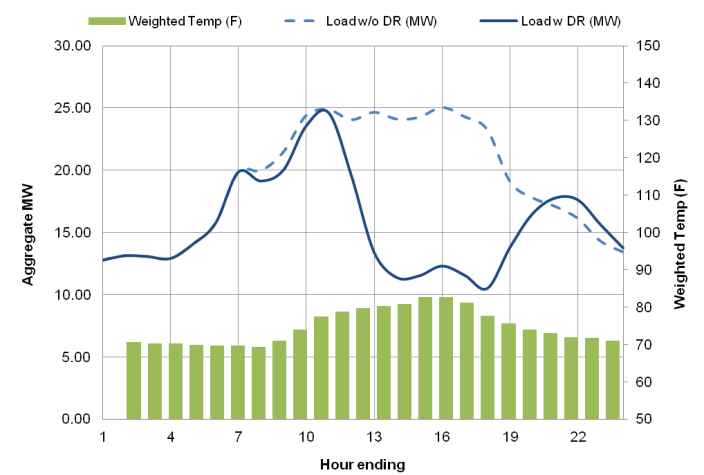 Weighted Temp (F) Load w/o DR (MW) Load w DR (MW)
30.00 150
140
25.00 130
20.00 120
110
15.00 100
90
10.00 80
5.00 70
60
0.00 50
Aggregate MW
Weighted Temp (F)
1 4 7 10 13 16 19 22
Hour ending